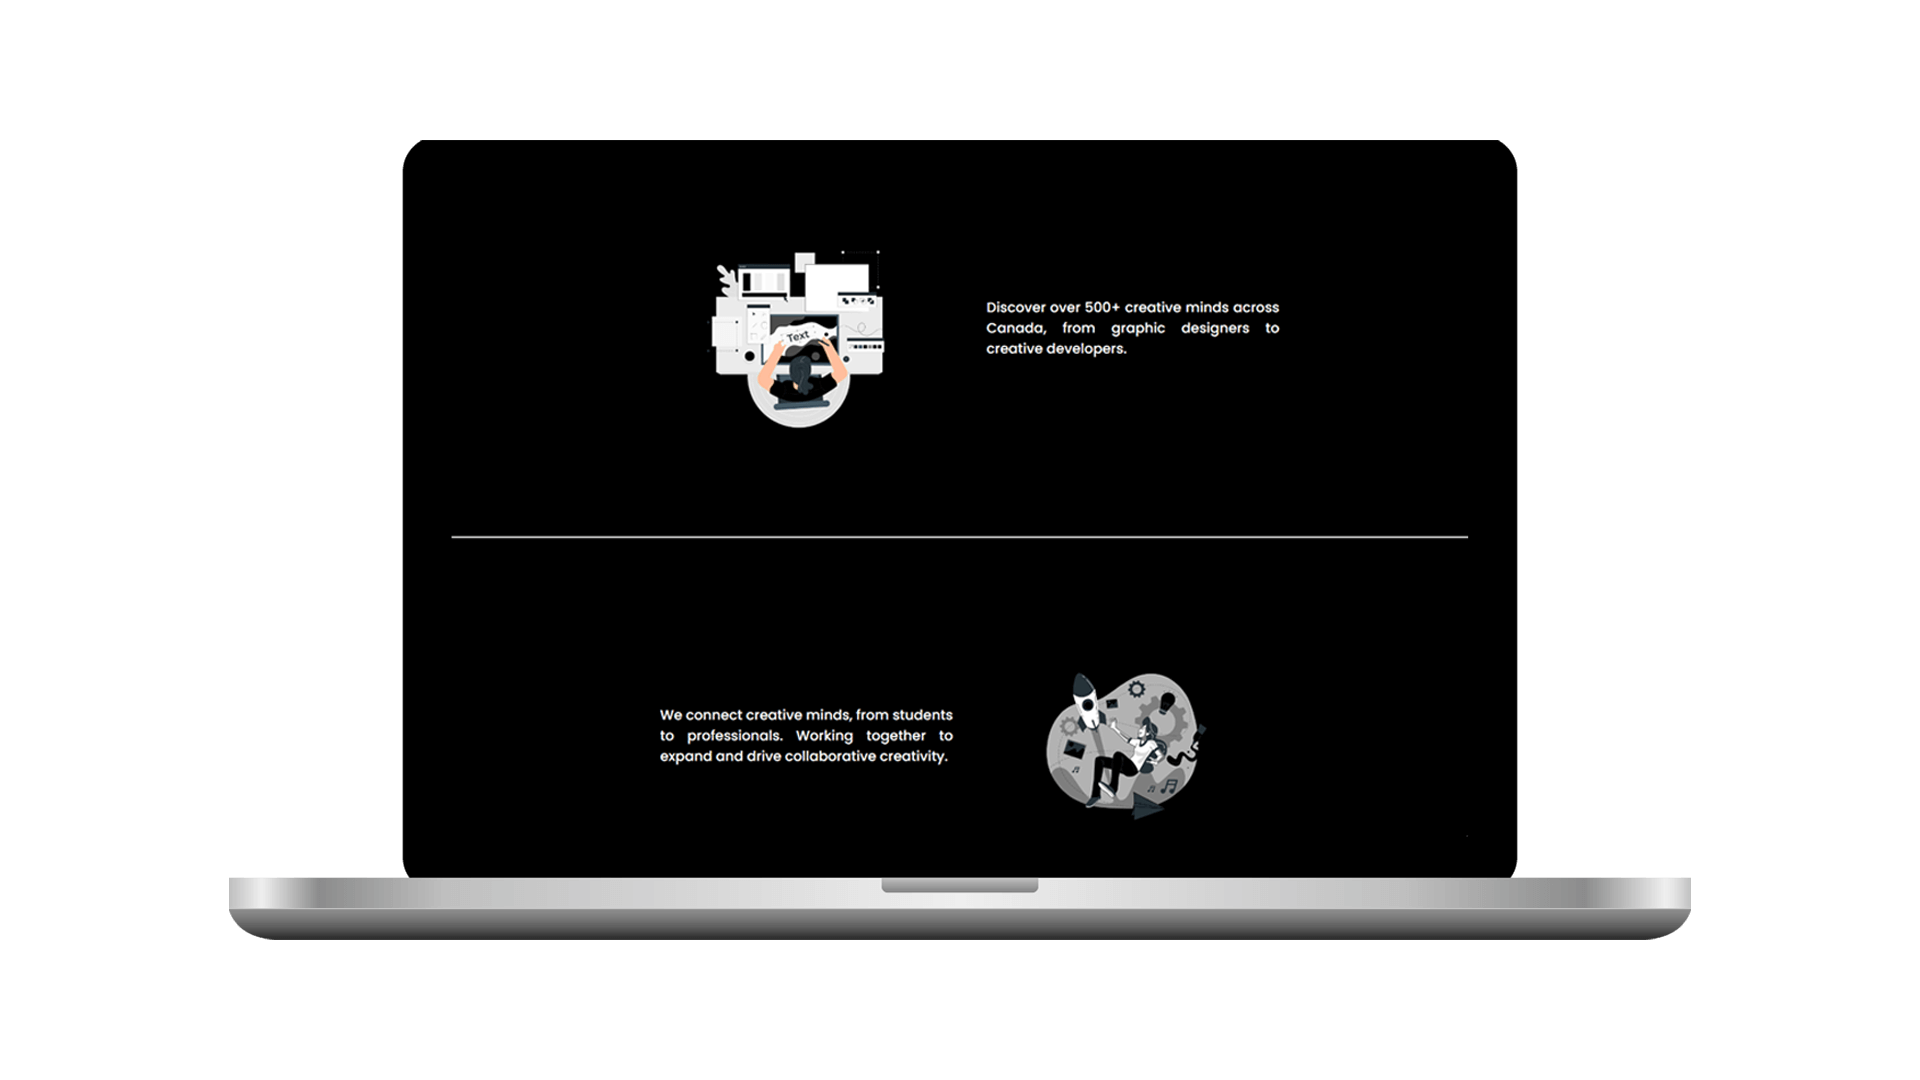 Text
Discover over 500+ creative minds across
Canada, from graphic designers to
creative developers.
We connect creative minds, from students
to professionals. Working together to
expand and drive collaborative creativity.